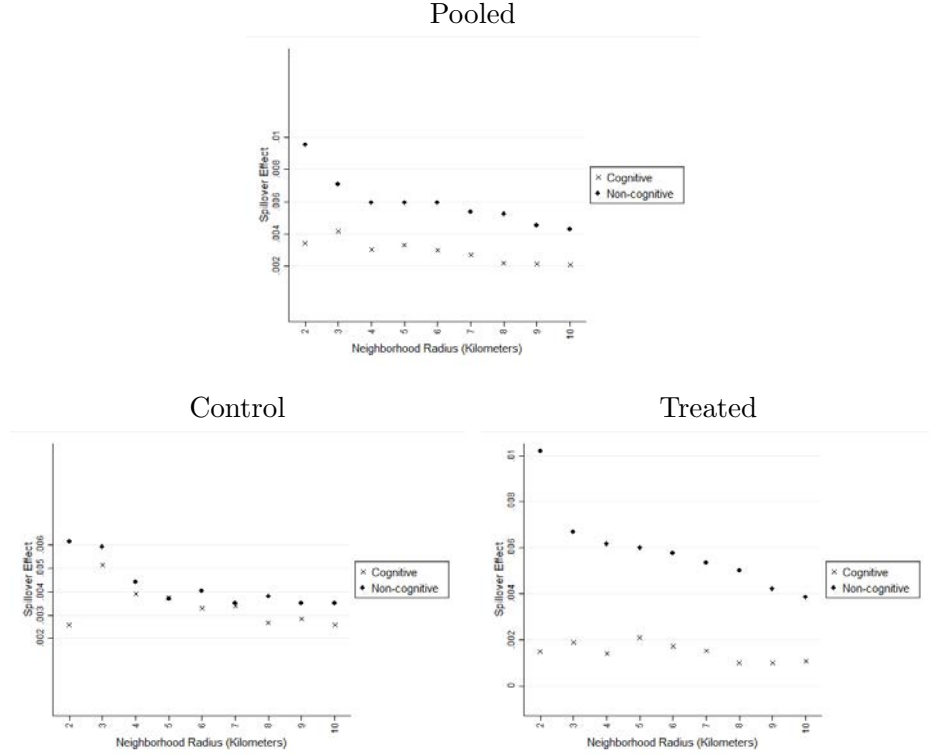 Pooled
Spillover Effect
.002 .004 .006 .008 .01
2 3 4 5 6 7 8 9 10
Neighborhood Radius (Kilometers)
Cognitive
Non-cognitive
Control
Spillover Effect
.002 .003 .004 .005 .006
2 3 4 5 6 7 8 9 10
Neighborhood Radius (Kilometers)
Cognitive
Non-cognitive
Treated
Spillover Effect
0 .002 .004 .006 .008 .01
2 3 4 5 6 7 8 9 10
Neighborhood Radius (Kilometers)
Cognitive
Non-cognitive